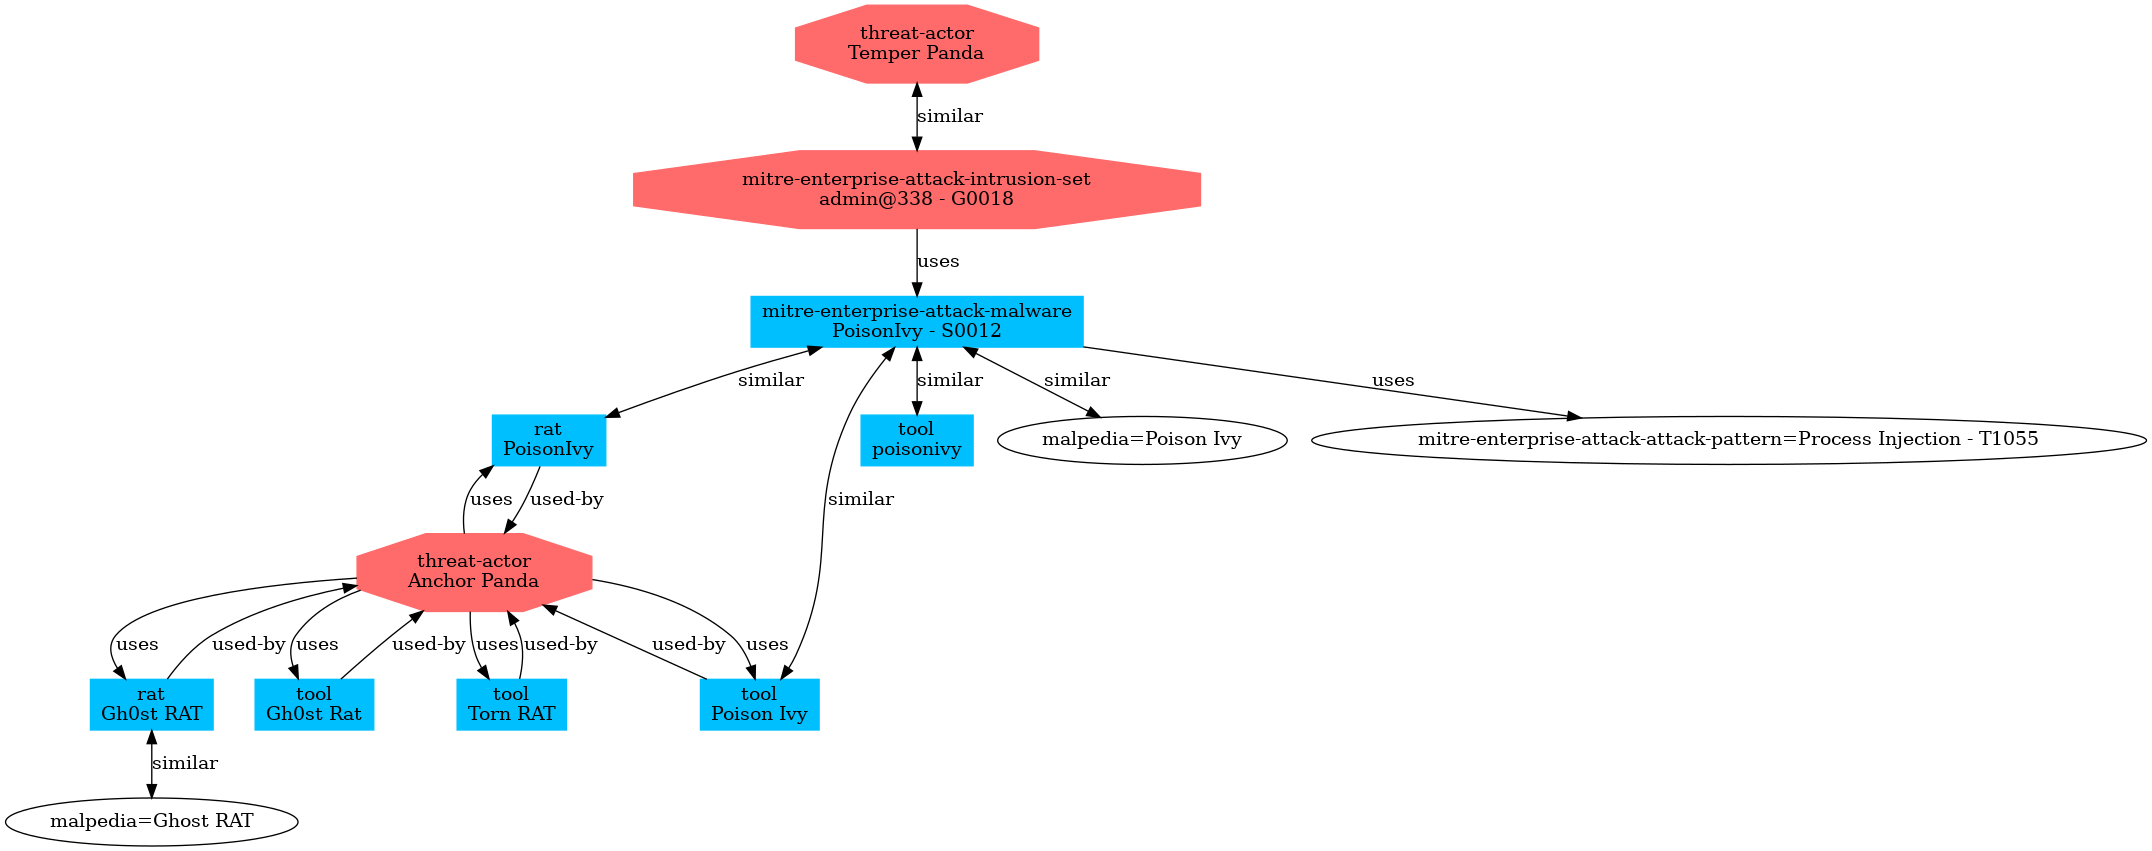 threat-actor
Temper Panda
similar
mitre-enterprise-attack-intrusion-set
admin@338 - G0018
uses
mitre-enterprise-attack-malware
PoisonIvy - S0012
similar
similar
similar
uses
rat
PoisonIvy
tool
poisonivy
malpedia=Poison Ivy
mitre-enterprise-attack-attack-pattern=Process Injection - T1055
uses
used-by
similar
threat-actor
Anchor Panda
uses
used-by
uses
used-by
uses
used-by
used-by
uses
rat
Gh0st RAT
tool
Gh0st Rat
tool
Torn RAT
tool
Poison Ivy
similar
malpedia=Ghost RAT